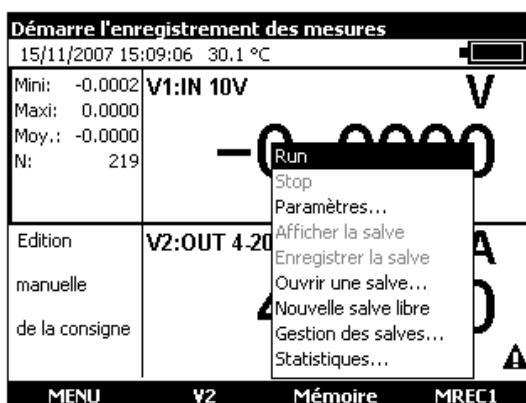 Démarre l'enregistrement des mesures
15/11/2007 15:09:06 30.1 °C
Mini: -0.0002
Maxi: 0.0000
Moy.: -0.0000
N: 219
V1:IN 10V
V
Run
Stop
Paramètres...
Afficher la salve
Enregistrer la salve
Ouvrir une salve...
Nouvelle salve libre
Gestion des salves...
Statistiques...
Edition
manuelle
de la consigne
V2:OUT 4-20
A
MENU V2 Mémoire MREC1